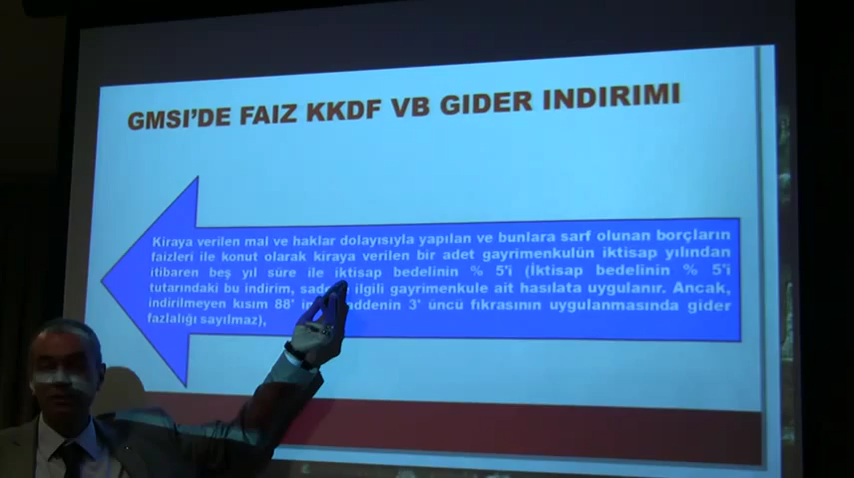 GMSI'DE FAIZ KKDF VB GIDER INDIRIMI
Kiraya verilen mal ve haklar dolayısıyla yapılan ve bunlara sarf olunan borçların
faizleri ile konut olarak kiraya verilen bir adet gayrimenkulün iktisap yılından
itibaren beş yıl süre ile iktisap bedelinin % 5'i (İktisap bedelinin % 5'i
tutarındaki bu indirim, ilgili gayrimenkule ait hasılata uygulanır. Ancak,
indirilmeyen kısım 88' 3' üncü fıkrasının uygulanmasında gider
fazlalığı sayılmaz),